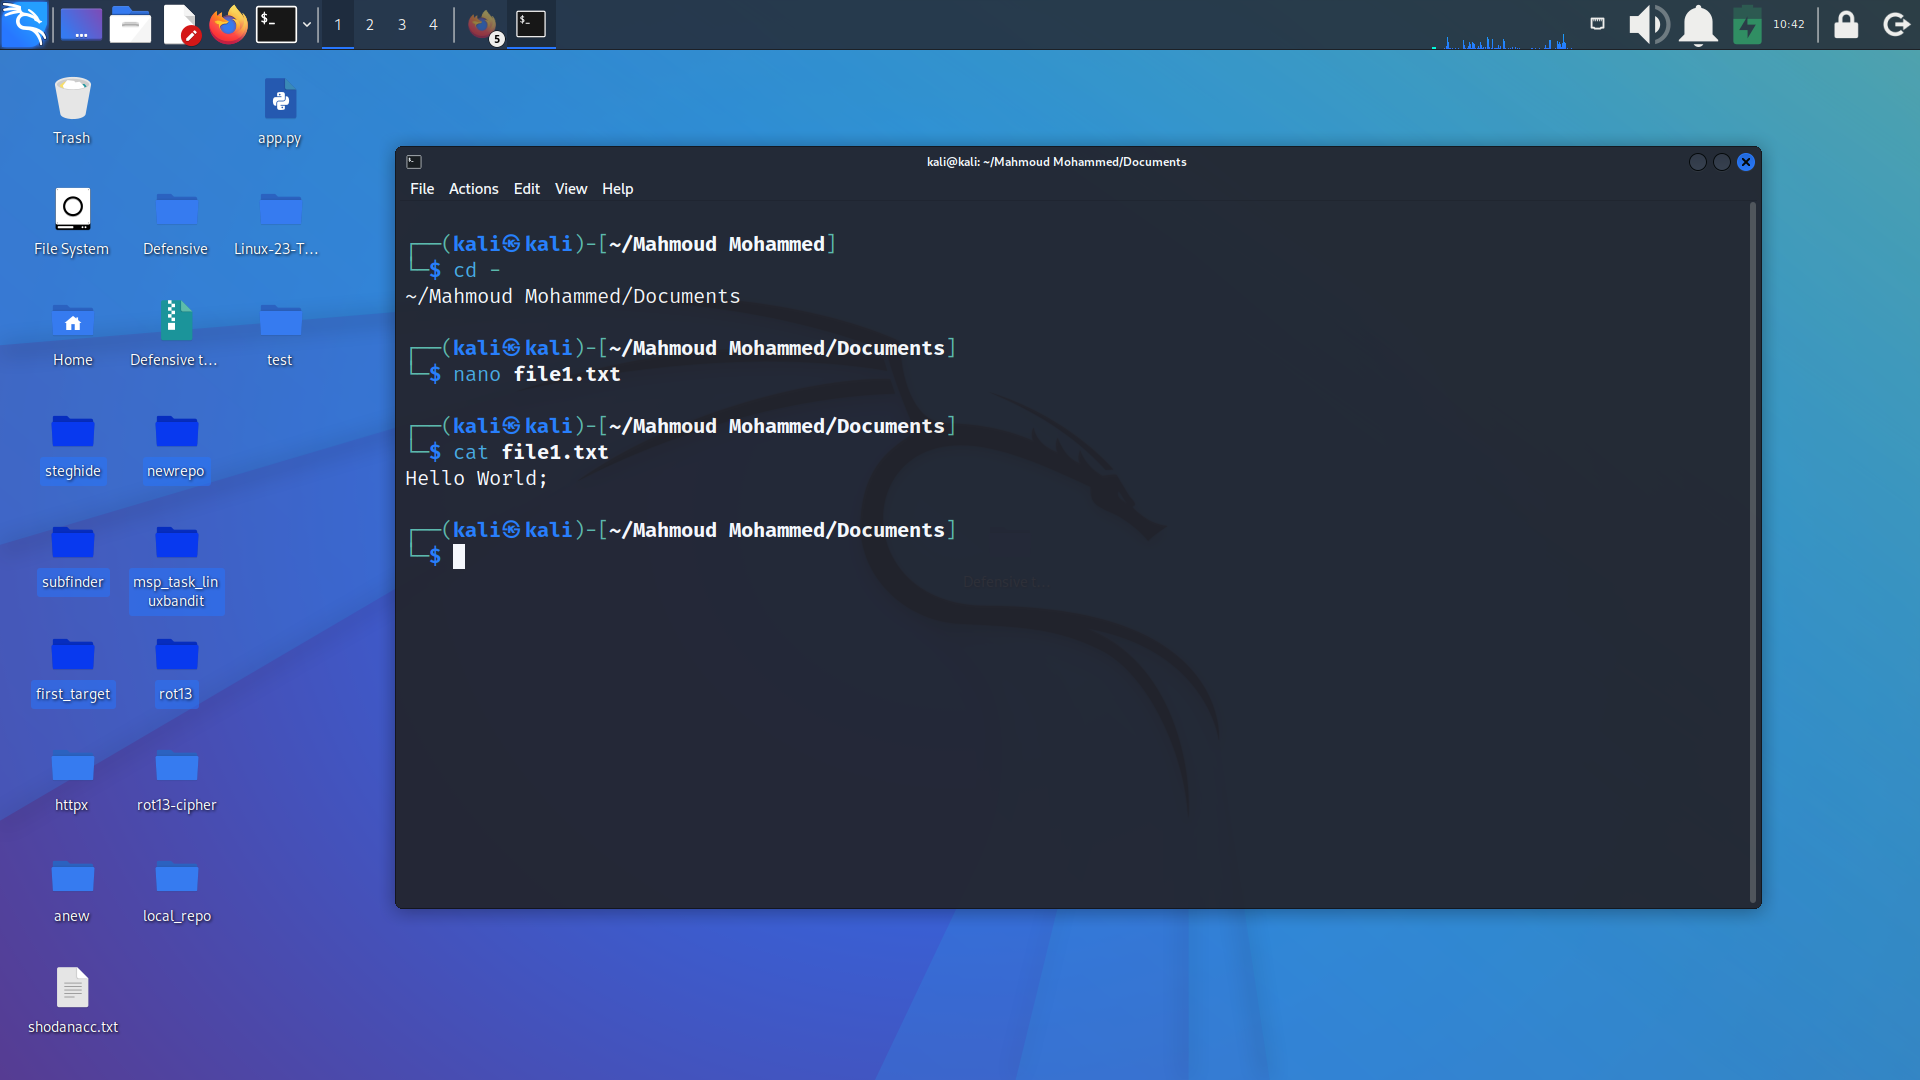 $_
1
2
3
4
5
$_
10:42
Trash
app.py
File System
Defensive
Linux-23-T...
Home
Defensive t...
test
steghide
newrepo
subfinder
msp_task_lin
uxbandit
first_target
rot13
httpx
rot13-cipher
anew
local_repo
shodanacc.txt
kali@kali: ~/Mahmoud Mohammed/Documents
File Actions Edit View Help
┌──(kali㉿kali)-[~/Mahmoud Mohammed]
└─$ cd -
~/Mahmoud Mohammed/Documents
┌──(kali㉿kali)-[~/Mahmoud Mohammed/Documents]
└─$ nano file1.txt
┌──(kali㉿kali)-[~/Mahmoud Mohammed/Documents]
└─$ cat file1.txt
Hello World;
┌──(kali㉿kali)-[~/Mahmoud Mohammed/Documents]
└─$
Defensive t...